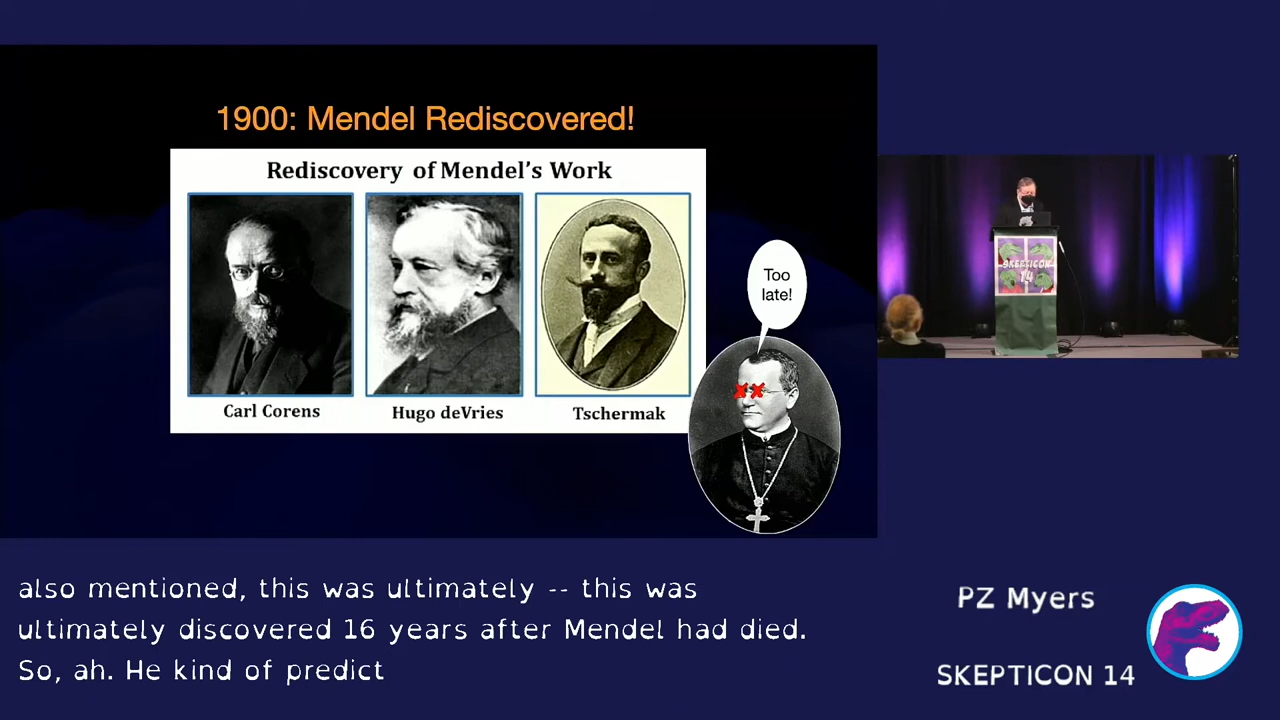 1900: Mendel Rediscovered!
Rediscovery of Mendel's Work
Carl Corens
Hugo deVries
Tschermak
Too
late!
SKEPTICON
14
also mentioned, this was ultimately -- this was
ultimately discovered 16 years after Mendel had died.
So, ah. He kind of predict
PZ Myers
SKEPTICON 14